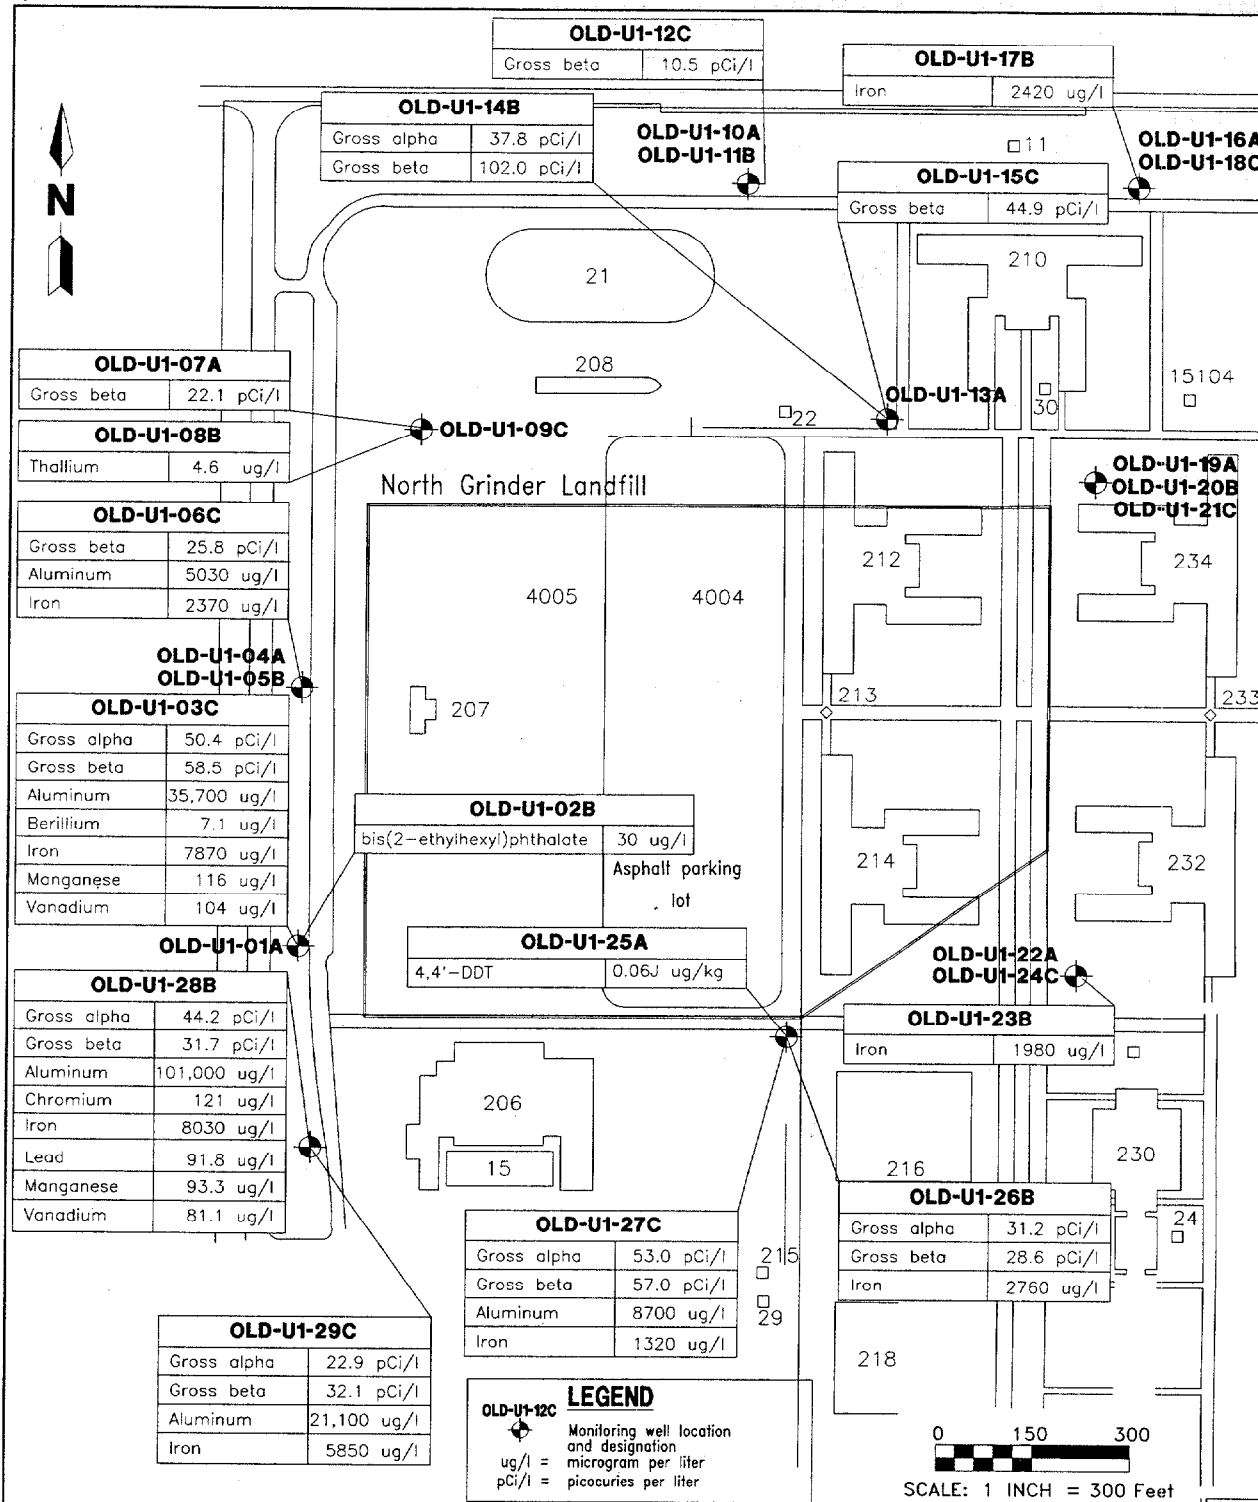 OLD-U1-12C
Gross beta 10.5 pCi/l
OLD-U1-17B
Iron 2420 ug/l
OLD-U1-14B
Gross alpha 37.8 pCi/l
Gross beta 102.0 pCi/l
OLD-U1-10A
OLD-U1-11B
11
OLD-U1-16A
OLD-U1-18C
N
OLD-U1-15C
Gross beta 44.9 pCi/l
210
21
OLD-U1-07A
Gross beta 22.1 pCi/l
208
15104
OLD-U1-13A
30
22
OLD-U1-09C
OLD-U1-08B
Thallium 4.6 ug/l
North Grinder Landfill
OLD-U1-19A
OLD-U1-20B
OLD-U1-21C
OLD-U1-06C
Gross beta 25.8 pCi/l
Aluminum 5030 ug/l
Iron 2370 ug/l
212
234
4005
4004
OLD-U1-04A
OLD-U1-05B
213
233
207
OLD-U1-03C
Gross alpha 50.4 pCi/l
Gross beta 58.5 pCi/l
Aluminum 35,700 ug/l
Berillium 7.1 ug/l
Iron 7870 ug/l
Manganese 116 ug/l
Vanadium 104 ug/l
OLD-U1-02B
bis(2-ethylhexyl)phthalate 30 ug/l
Asphalt parking
lot
214
232
OLD-U1-01A
OLD-U1-25A
4,4'-DDT 0.06J ug/kg
OLD-U1-22A
OLD-U1-24C
OLD-U1-28B
Gross alpha 44.2 pCi/l
Gross beta 31.7 pCi/l
Aluminum 101,000 ug/l
Chromium 121 ug/l
Iron 8030 ug/l
Lead 91.8 ug/l
Manganese 93.3 ug/l
Vanadium 81.1 ug/l
OLD-U1-23B
Iron 1980 ug/l
206
15
216
230
24
OLD-U1-27C
Gross alpha 53.0 pCi/l
Gross beta 57.0 pCi/l
Aluminum 8700 ug/l
Iron 1320 ug/l
215
29
OLD-U1-26B
Gross alpha 31.2 pCi/l
Gross beta 28.6 pCi/l
Iron 2760 ug/l
218
OLD-U1-29C
Gross alpha 22.9 pCi/l
Gross beta 32.1 pCi/l
Aluminum 21,100 ug/l
Iron 5850 ug/l
LEGEND
OLD-U1-12C
Monitoring well location
and designation
ug/l = microgram per liter
pCi/l = picocuries per liter
0 150 300
SCALE: 1 INCH = 300 Feet